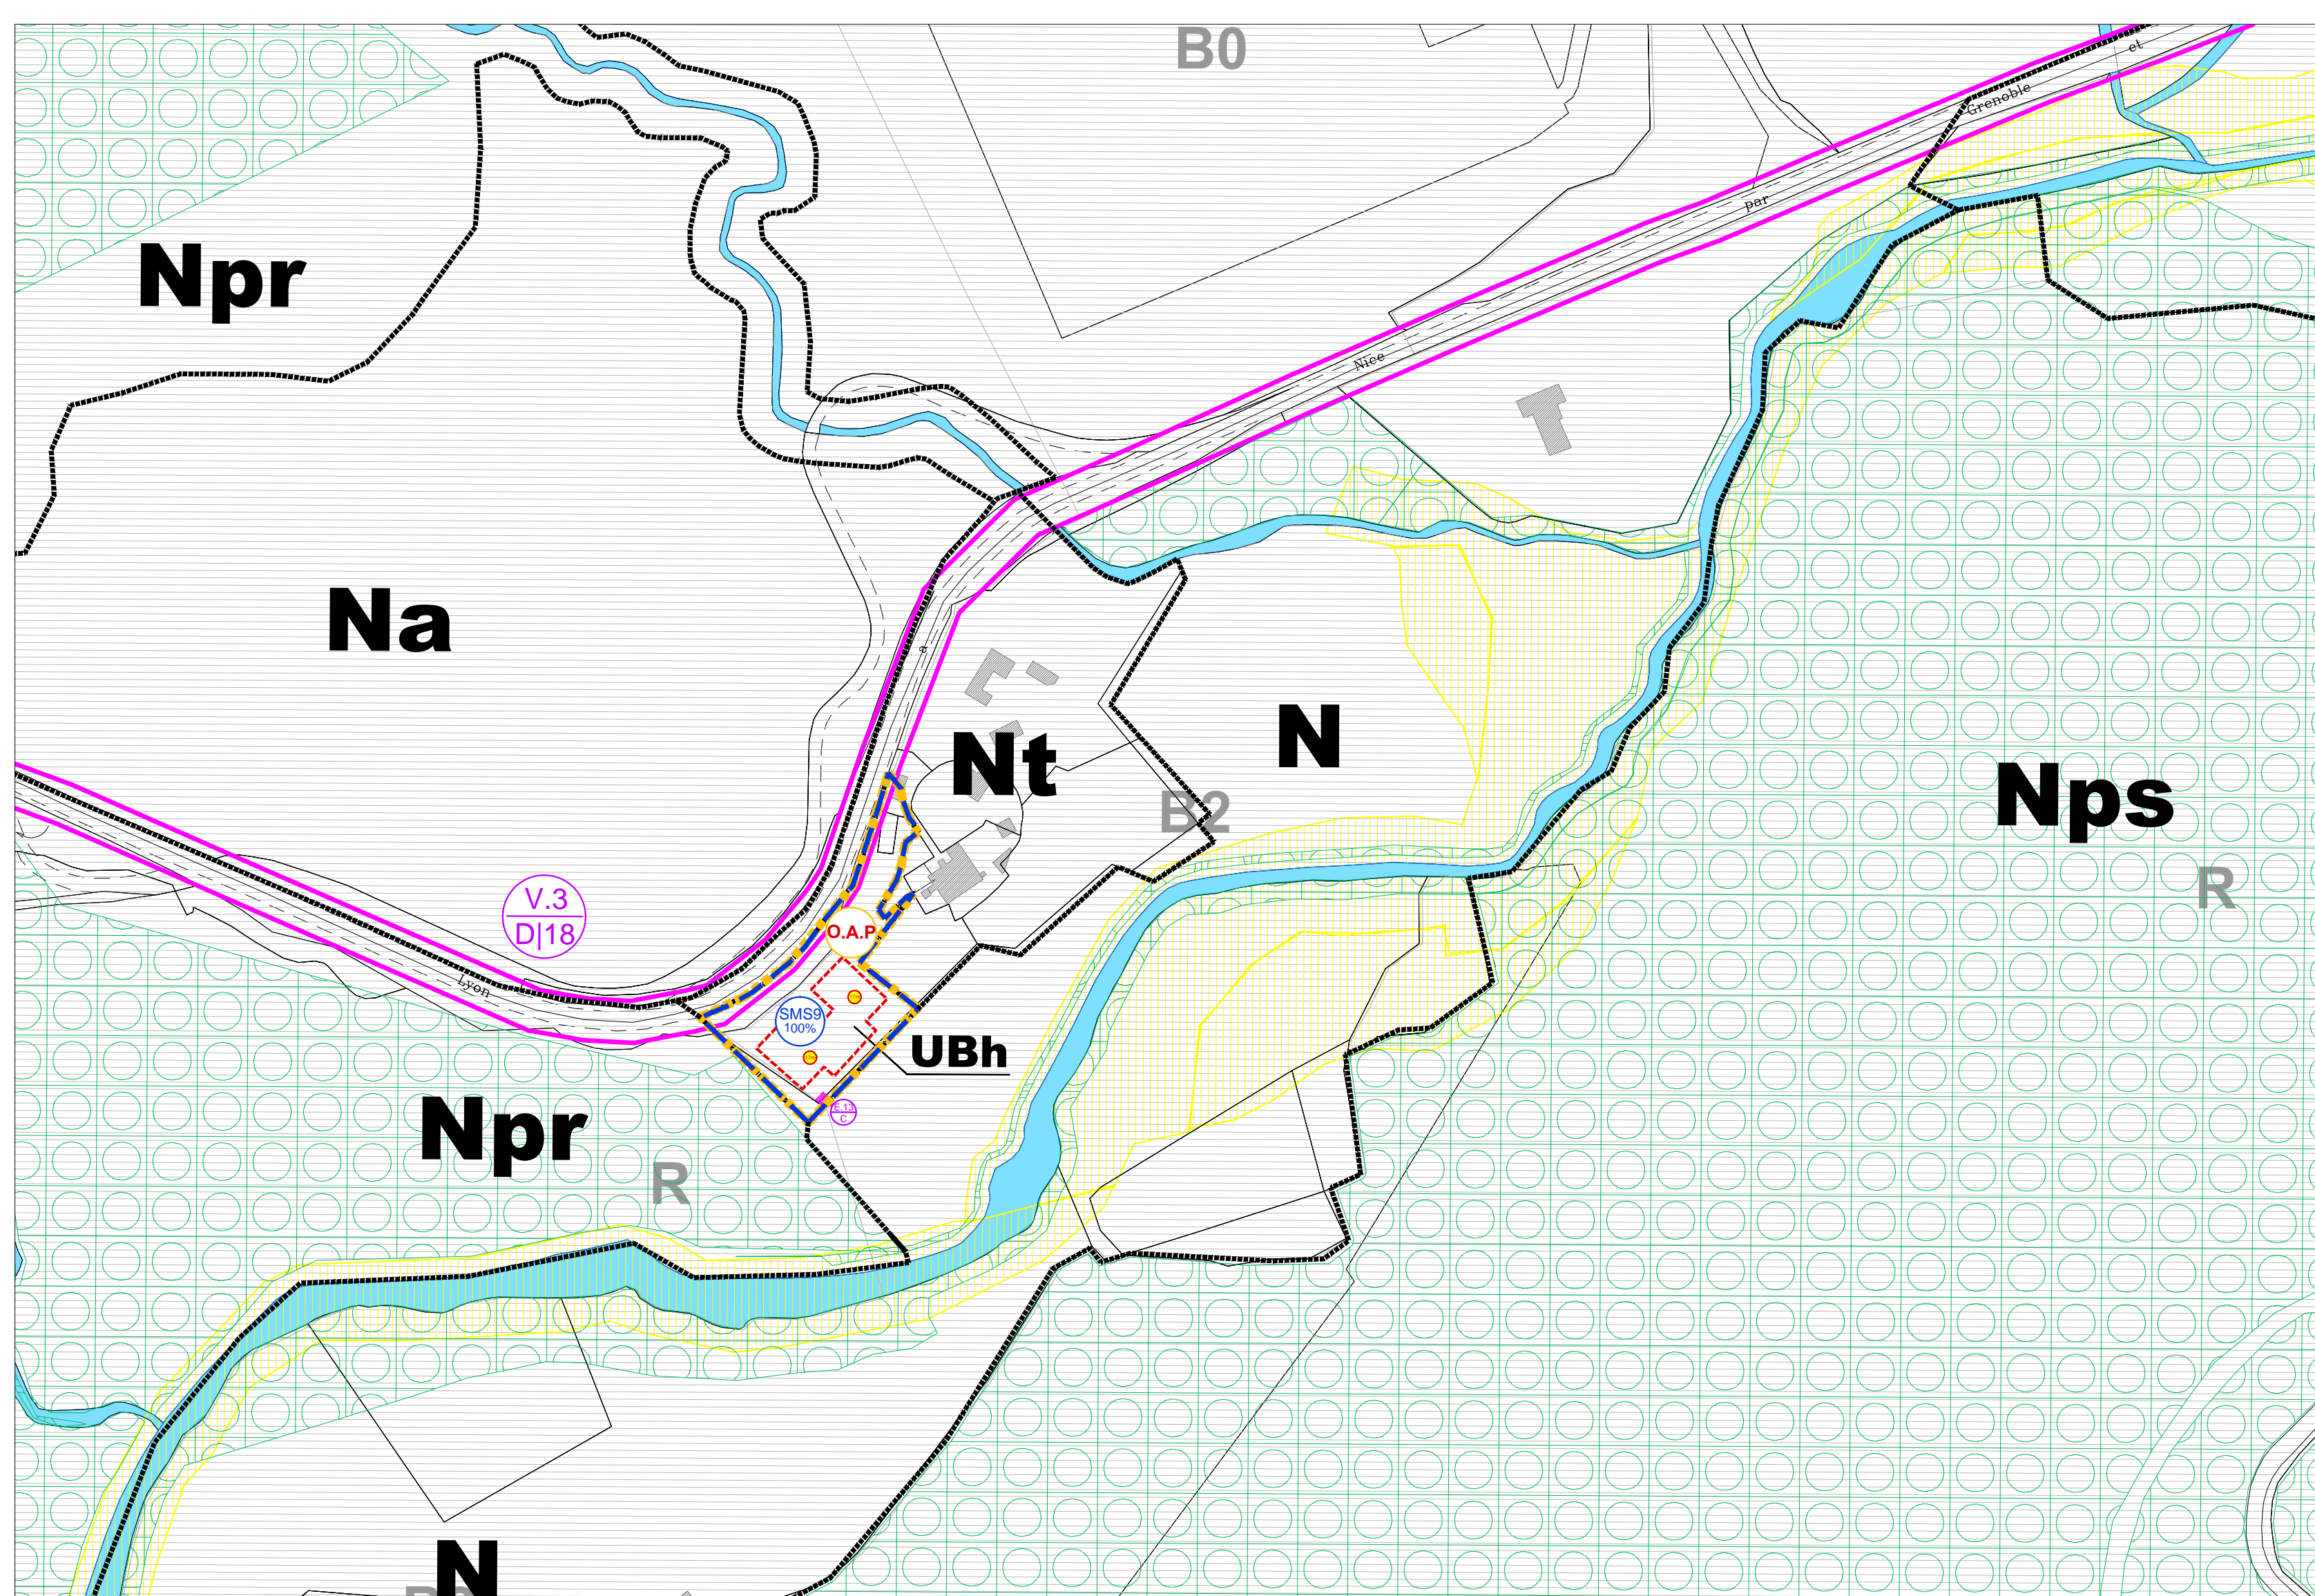 B0
et
Grenoble
par
Npr
Nice
Na
a
Nt
N
B2
Nps
R
V.3
D|18
O.A.P
Lyon
SMS9
100%
UBh
E.13
C
Npr
R
N